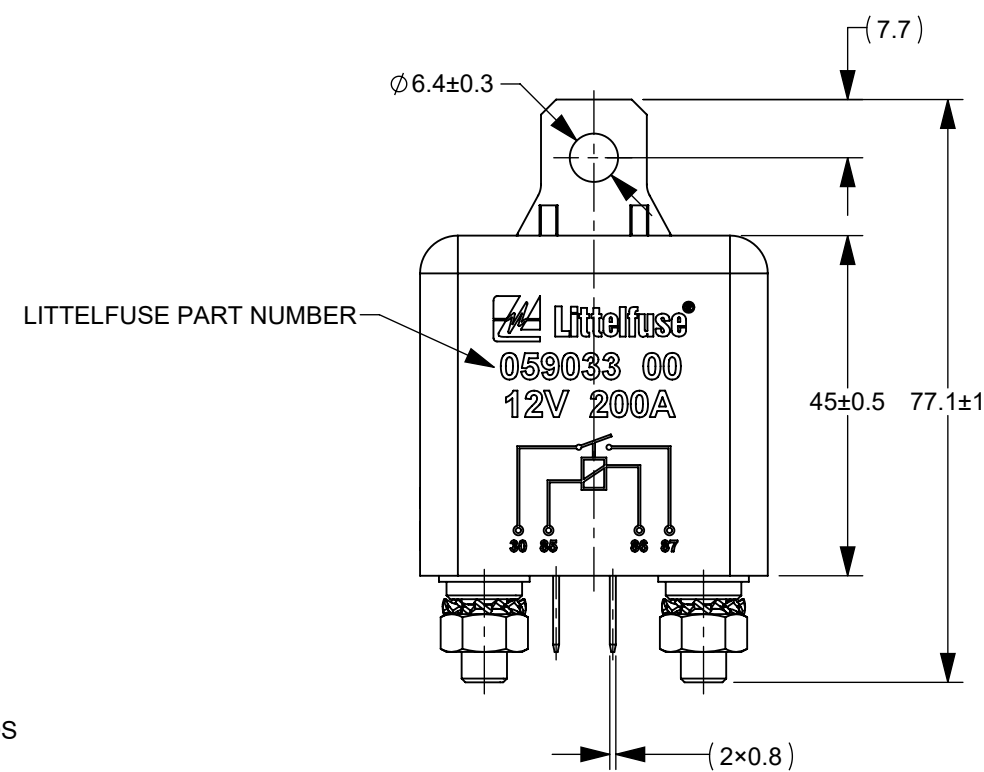 (7.7)
⌀6.4±0.3
LITTELFUSE PART NUMBER
Littelfuse®
059033 00
12V 200A
45±0.5 77.1±1
30 85 86 87
S
(2×0.8)